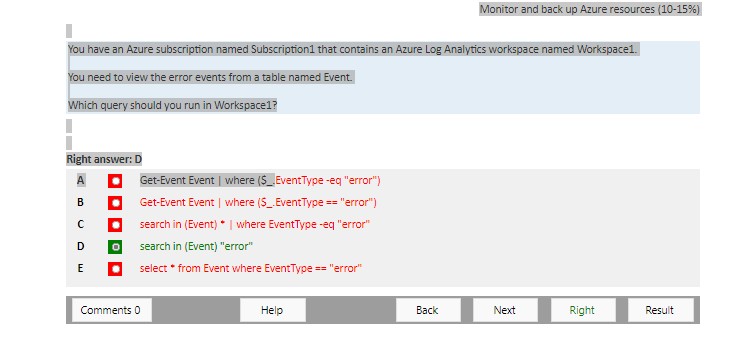 Monitor and back up Azure resources (10-15%)
You have an Azure subscription named Subscription1 that contains an Azure Log Analytics workspace named Workspace1.
You need to view the error events from a table named Event.
Which query should you run in Workspace1?
Right answer: D
A Get-Event Event | where ($_.EventType -eq "error")
B Get-Event Event | where ($_.EventType == "error")
C search in (Event) * | where EventType -eq "error"
D search in (Event) "error"
E select * from Event where EventType == "error"
Comments 0 Help Back Next Right Result